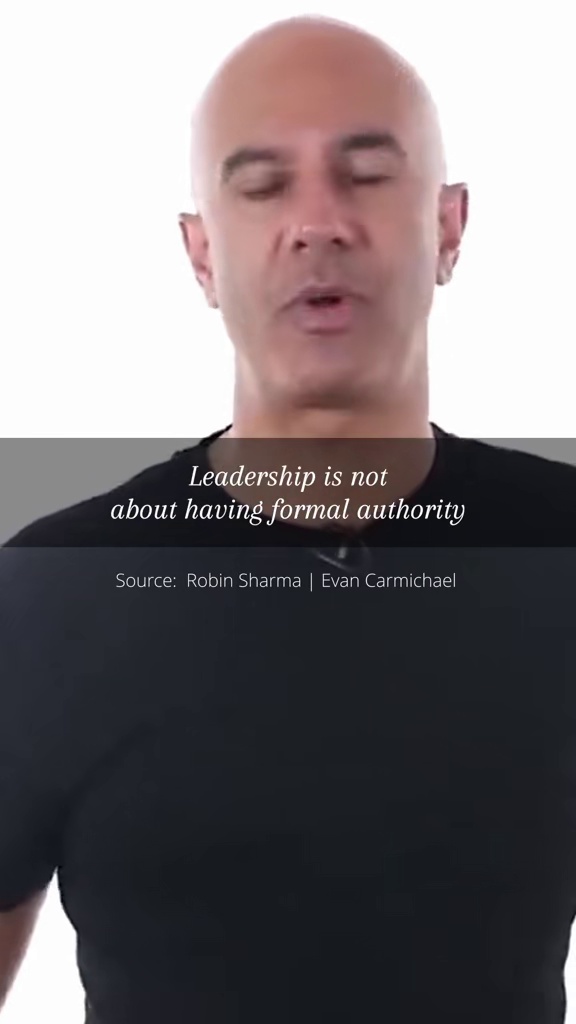 Leadership is not
about having formal authority
Source: Robin Sharma | Evan Carmichael